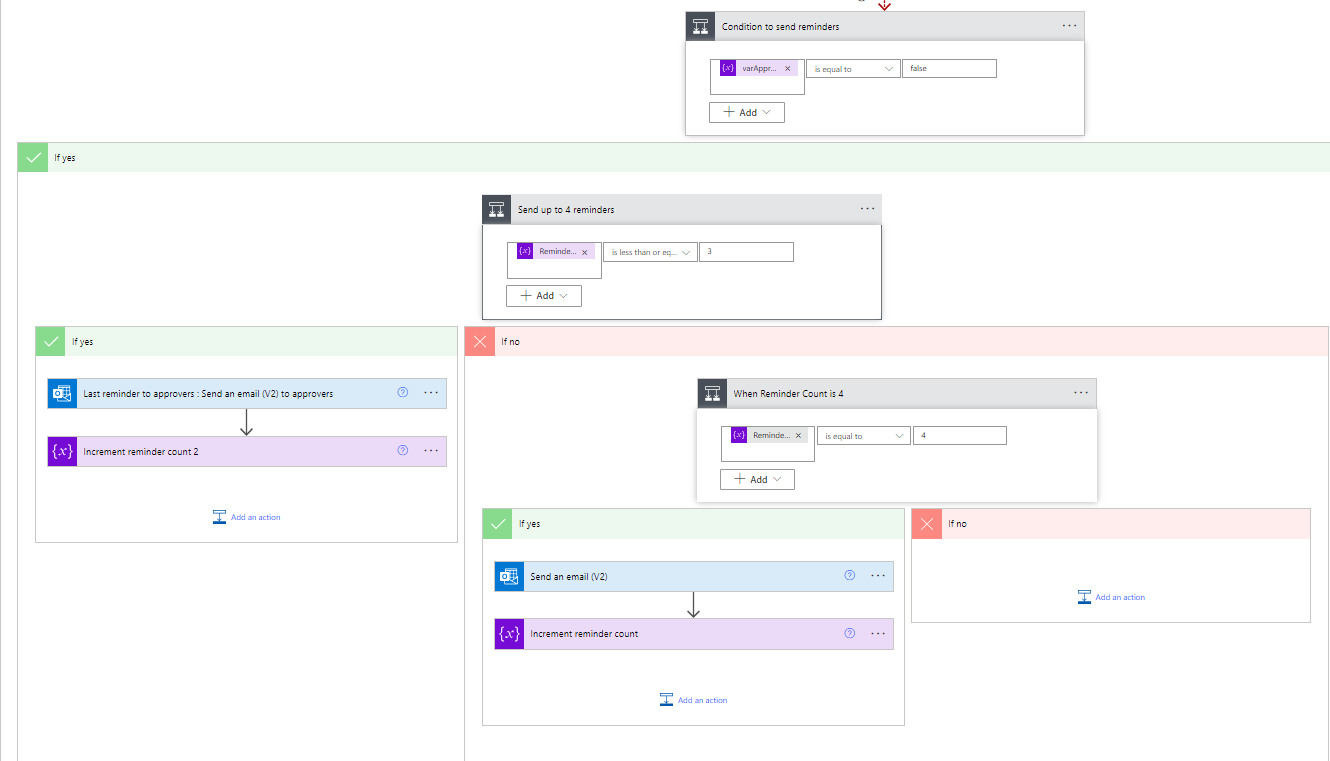 Condition to send reminders ...
{x} varAppr... × is equal to false
+ Add
If yes
Send up to 4 reminders ...
{x} Reminde... × is less than or eq... 3
+ Add
If yes
If no
Last reminder to approvers : Send an email (V2) to approvers ? ...
{x} Increment reminder count 2 ? ...
Add an action
When Reminder Count is 4 ...
{x} Reminde... × is equal to 4
+ Add
If yes
If no
Send an email (V2) ? ...
{x} Increment reminder count ? ...
Add an action
Add an action